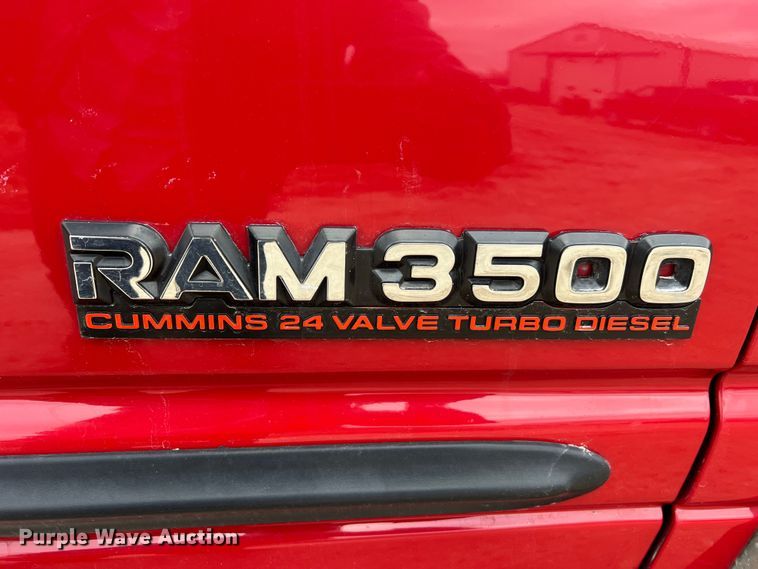 RAM 3500
CUMMINS 24 VALVE TURBO DIESEL
Purple Wave Auction